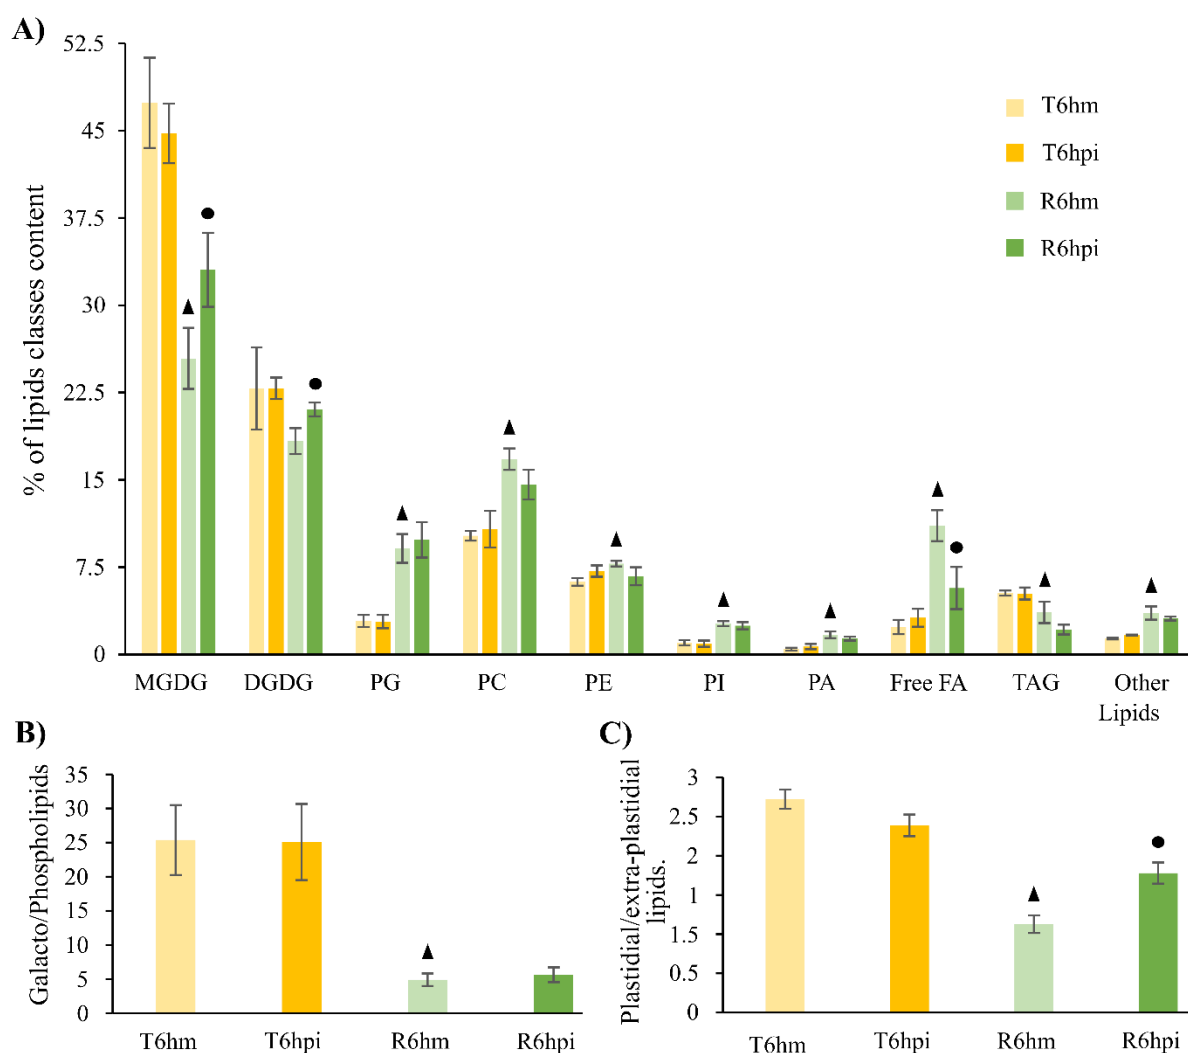 A)
% of lipids classes content
52.5
45
37.5
30
22.5
15
7.5
0
T6hm
T6hpi
R6hm
R6hpi
MGDG DGDG PG PC PE PI PA Free FA TAG Other
Lipids
B)
Galacto/Phospholipids
35
30
25
20
15
10
5
0
T6hm T6hpi R6hm R6hpi
C)
Plastidial/extra-plastidial
lipids.
3
2.5
2
1
1.5
0.5
0
T6hm T6hpi R6hm R6hpi